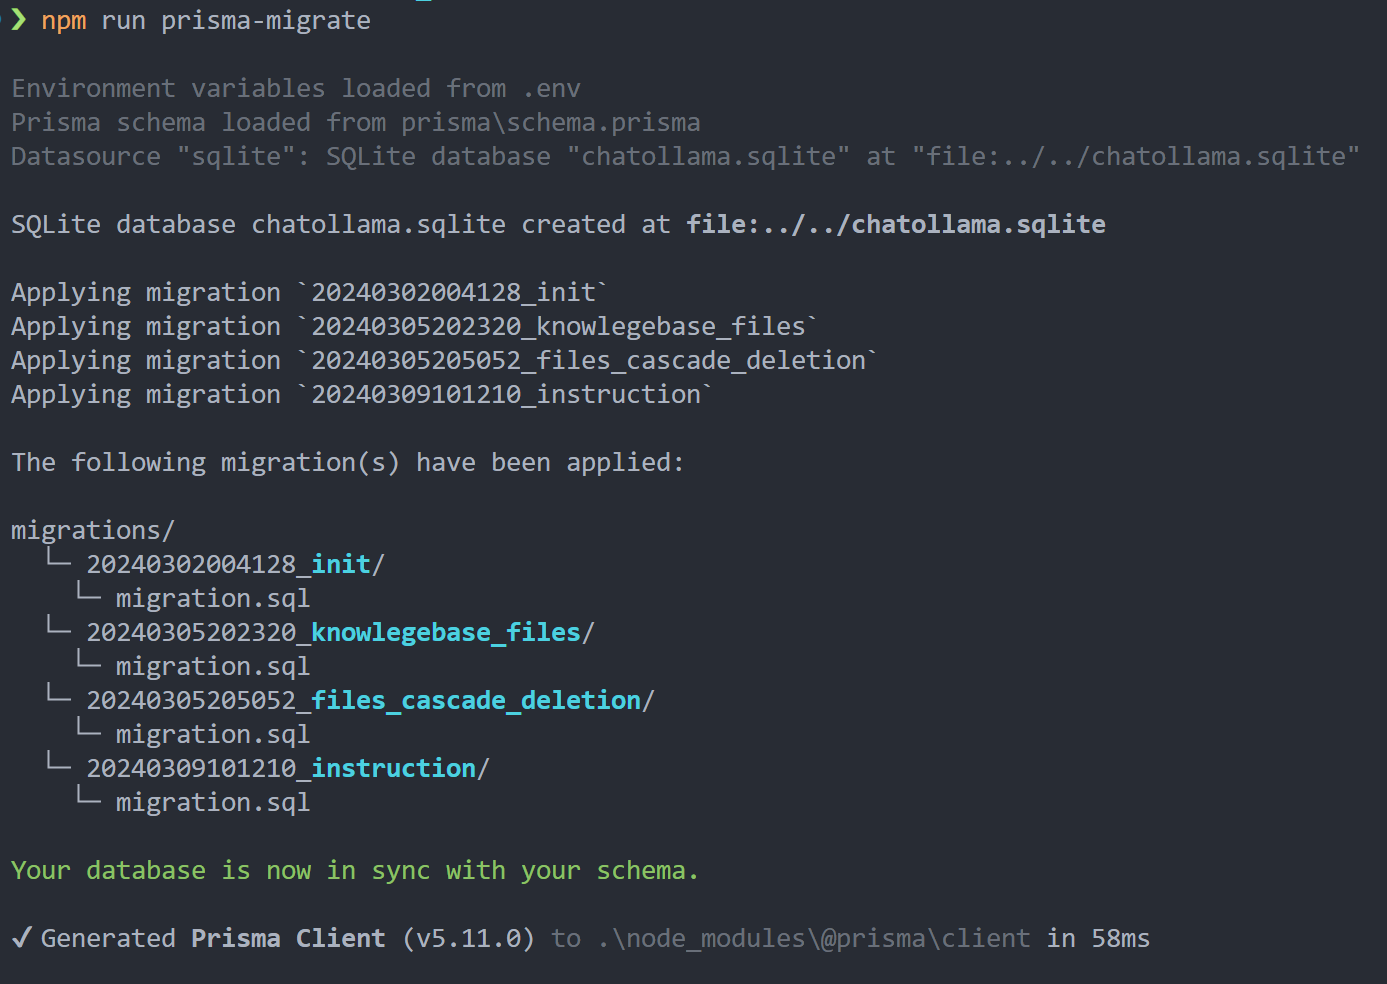 ❯ npm run prisma-migrate
Environment variables loaded from .env
Prisma schema loaded from prisma\schema.prisma
Datasource "sqlite": SQLite database "chatollama.sqlite" at "file:../../chatollama.sqlite"
SQLite database chatollama.sqlite created at file:../../chatollama.sqlite
Applying migration `20240302004128_init`
Applying migration `20240305202320_knowlegebase_files`
Applying migration `20240305205052_files_cascade_deletion`
Applying migration `20240309101210_instruction`
The following migration(s) have been applied:
migrations/
└─ 20240302004128_init/
└─ migration.sql
└─ 20240305202320_knowlegebase_files/
└─ migration.sql
└─ 20240305205052_files_cascade_deletion/
└─ migration.sql
└─ 20240309101210_instruction/
└─ migration.sql
Your database is now in sync with your schema.
✓ Generated Prisma Client (v5.11.0) to .\node_modules\@prisma\client in 58ms